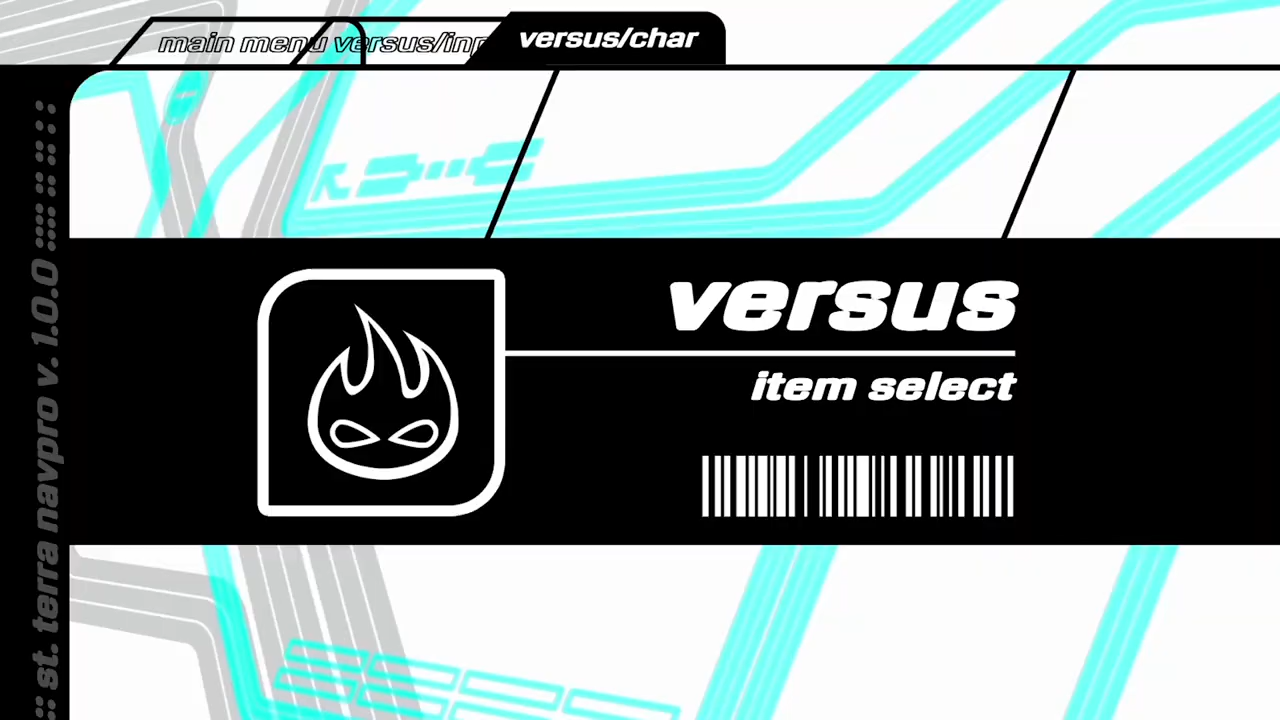 main menu versus/inp
versus/char
:: st. terra navpro v. 1.0.0 :::: :: :: : :
versus
item select